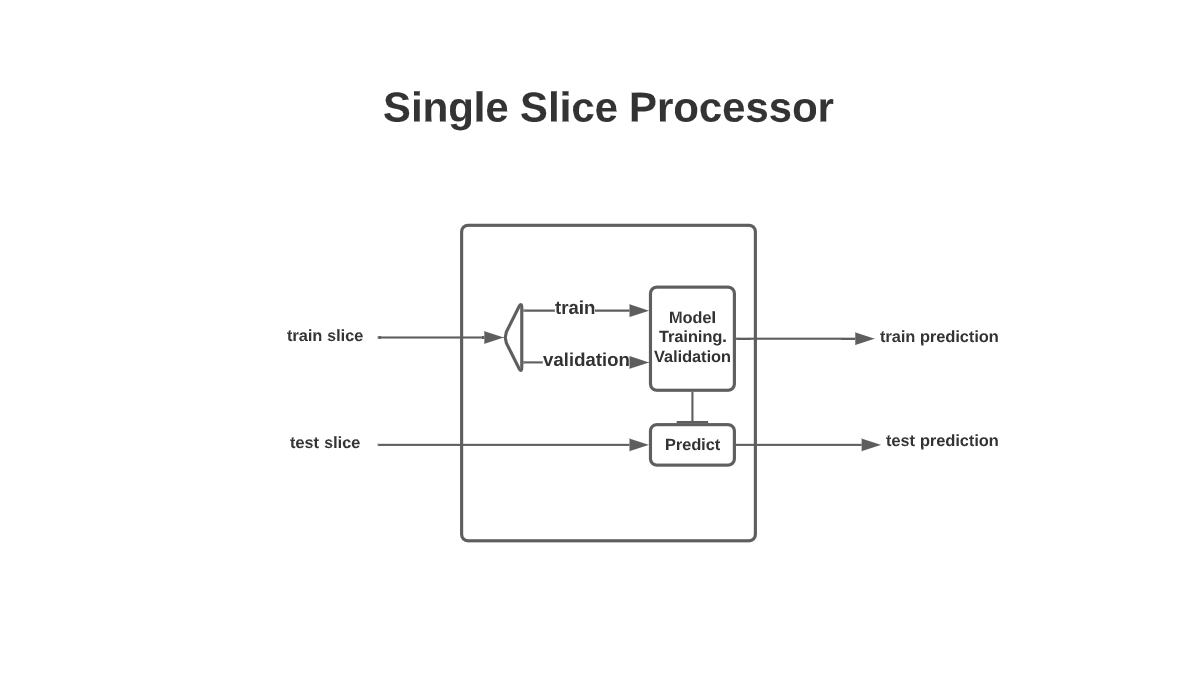 Single Slice Processor
train
train slice
Model
Training.
Validation
train prediction
validation
test slice
Predict
test prediction